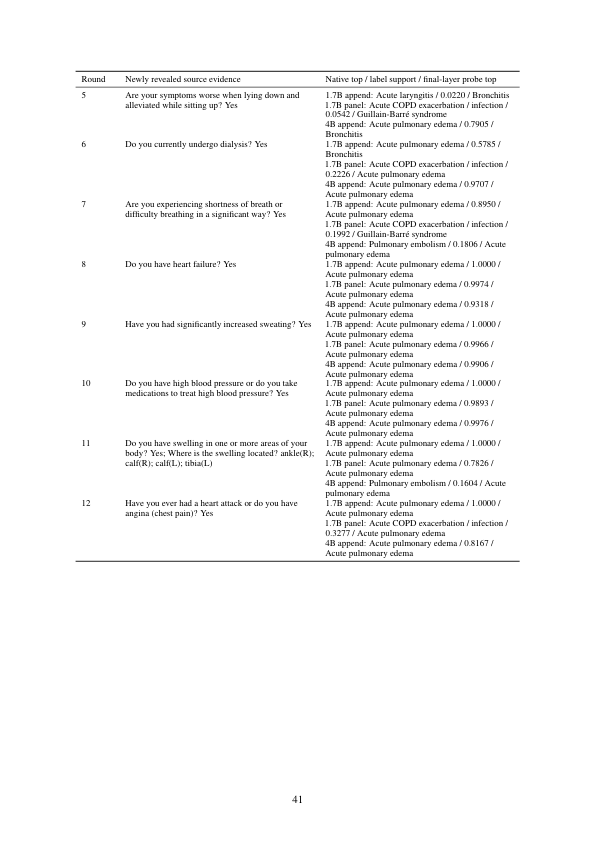 Round Newly revealed source evidence Native top / label support / final-layer probe top
5 Are your symptoms worse when lying down and 1.7B append: Acute laryngitis / 0.0220 / Bronchitis
alleviated while sitting up? Yes 1.7B panel: Acute COPD exacerbation / infection /
0.0542 / Guillain-Barré syndrome
4B append: Acute pulmonary edema / 0.7905 /
Bronchitis
6 Do you currently undergo dialysis? Yes 1.7B append: Acute pulmonary edema / 0.5785 /
Bronchitis
1.7B panel: Acute COPD exacerbation / infection /
0.2226 / Acute pulmonary edema
4B append: Acute pulmonary edema / 0.9707 /
Acute pulmonary edema
7 Are you experiencing shortness of breath or 1.7B append: Acute pulmonary edema / 0.8950 /
difficulty breathing in a significant way? Yes Acute pulmonary edema
1.7B panel: Acute COPD exacerbation / infection /
0.1992 / Guillain-Barré syndrome
4B append: Pulmonary embolism / 0.1806 / Acute
pulmonary edema
8 Do you have heart failure? Yes 1.7B append: Acute pulmonary edema / 1.0000 /
Acute pulmonary edema
1.7B panel: Acute pulmonary edema / 0.9974 /
Acute pulmonary edema
4B append: Acute pulmonary edema / 0.9318 /
Acute pulmonary edema
9 Have you had significantly increased sweating? Yes 1.7B append: Acute pulmonary edema / 1.0000 /
Acute pulmonary edema
1.7B panel: Acute pulmonary edema / 0.9966 /
Acute pulmonary edema
4B append: Acute pulmonary edema / 0.9906 /
Acute pulmonary edema
10 Do you have high blood pressure or do you take 1.7B append: Acute pulmonary edema / 1.0000 /
medications to treat high blood pressure? Yes Acute pulmonary edema
1.7B panel: Acute pulmonary edema / 0.9893 /
Acute pulmonary edema
4B append: Acute pulmonary edema / 0.9976 /
Acute pulmonary edema
11 Do you have swelling in one or more areas of your 1.7B append: Acute pulmonary edema / 1.0000 /
body? Yes; Where is the swelling located? ankle(R); Acute pulmonary edema
calf(R); calf(L); tibia(L) 1.7B panel: Acute pulmonary edema / 0.7826 /
Acute pulmonary edema
4B append: Pulmonary embolism / 0.1604 / Acute
pulmonary edema
12 Have you ever had a heart attack or do you have 1.7B append: Acute pulmonary edema / 1.0000 /
angina (chest pain)? Yes Acute pulmonary edema
1.7B panel: Acute COPD exacerbation / infection /
0.3277 / Acute pulmonary edema
4B append: Acute pulmonary edema / 0.8167 /
Acute pulmonary edema
41